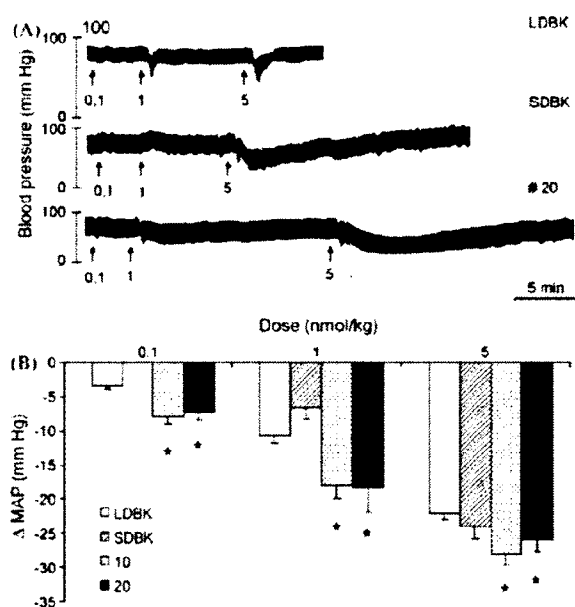 (A)
100
LDBK
100
0
0,1 1 5
SDBK
100
0
0,1 1 5
# 20
100
0
0,1 1 5
Blood pressure (mm Hg)
5 min
Dose (nmol/kg)
(B) 0,1 1 5
0
-5
-10
-15
-20
-25
-30
-35
Δ MAP (mm Hg)
* * * * * *
LDBK
SDBK
10
20